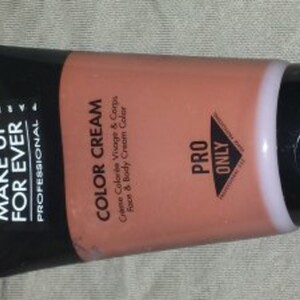 MAKE UP
FOR EVER
PROFESSIONAL
COLOR CREAM
Crème Colorée Visage & Corps
Face & Body Cream Color
PRO
ONLY